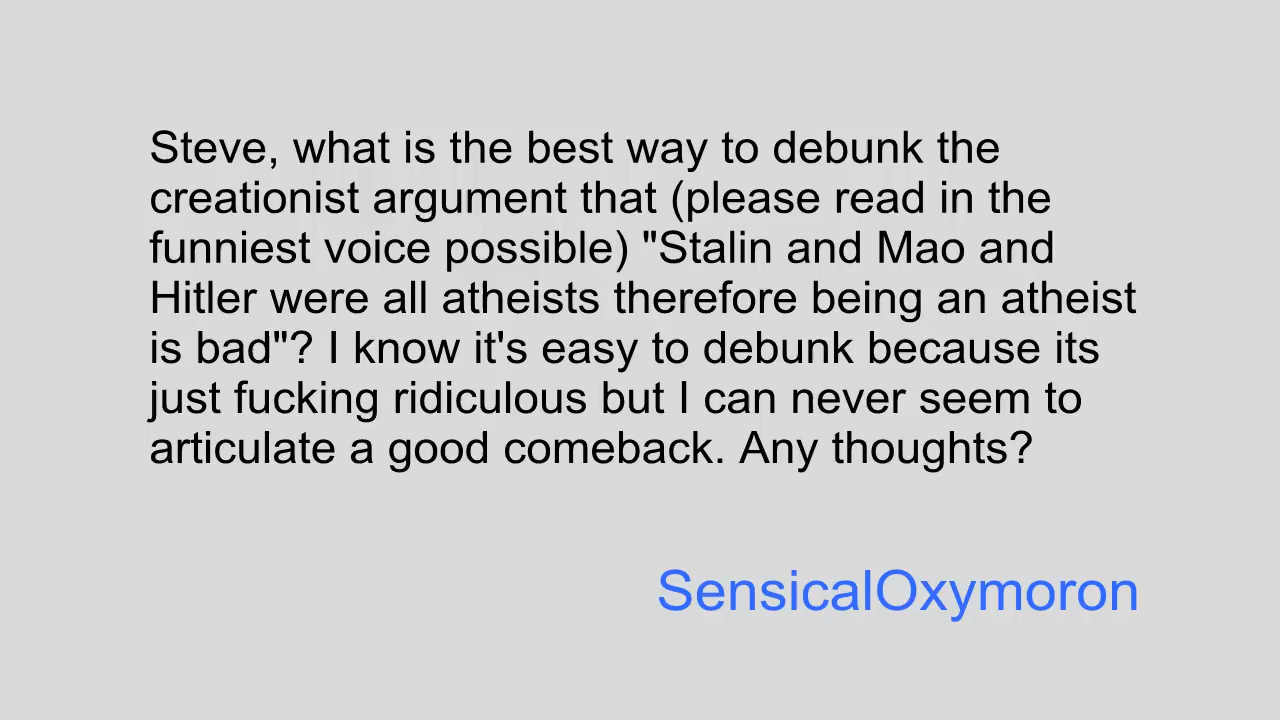 Steve, what is the best way to debunk the
creationist argument that (please read in the
funniest voice possible) "Stalin and Mao and
Hitler were all atheists therefore being an atheist
is bad"? I know it's easy to debunk because its
just fucking ridiculous but I can never seem to
articulate a good comeback. Any thoughts?
SensicalOxymoron